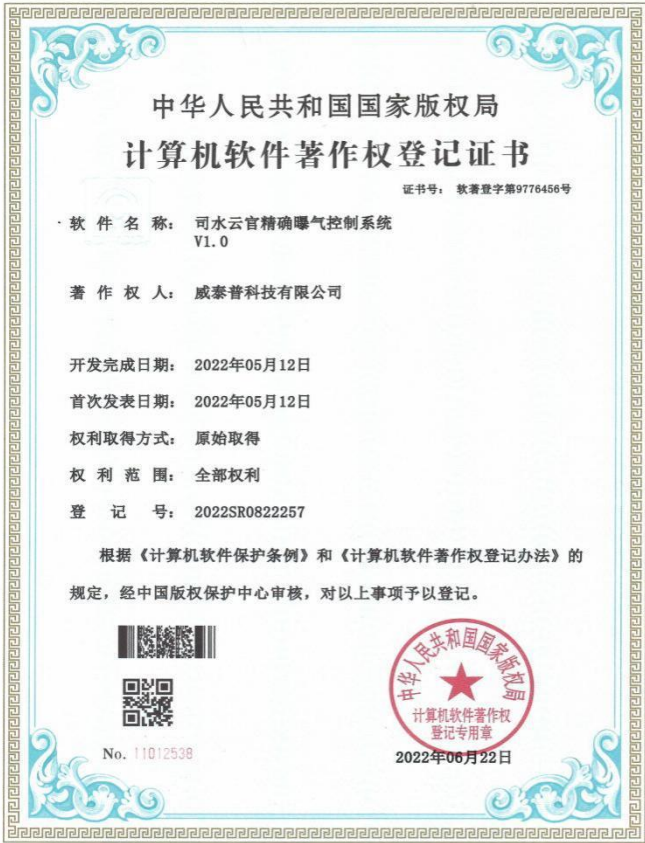 中华人民共和国国家版权局
计算机软件著作权登记证书
证书号： 软著登字第9776456号
软件名称： 司水云官精确曝气控制系统
V1.0
著作权人： 威泰普科技有限公司
开发完成日期： 2022年05月12日
首次发表日期： 2022年05月12日
权利取得方式： 原始取得
权利范围： 全部权利
登记号： 2022SR0822257
根据《计算机软件保护条例》和《计算机软件著作权登记办法》的
规定，经中国版权保护中心审核，对以上事项予以登记。
中华人民共和国国家版权局
计算机软件著作权
登记专用章
No. 11012538
2022年06月22日